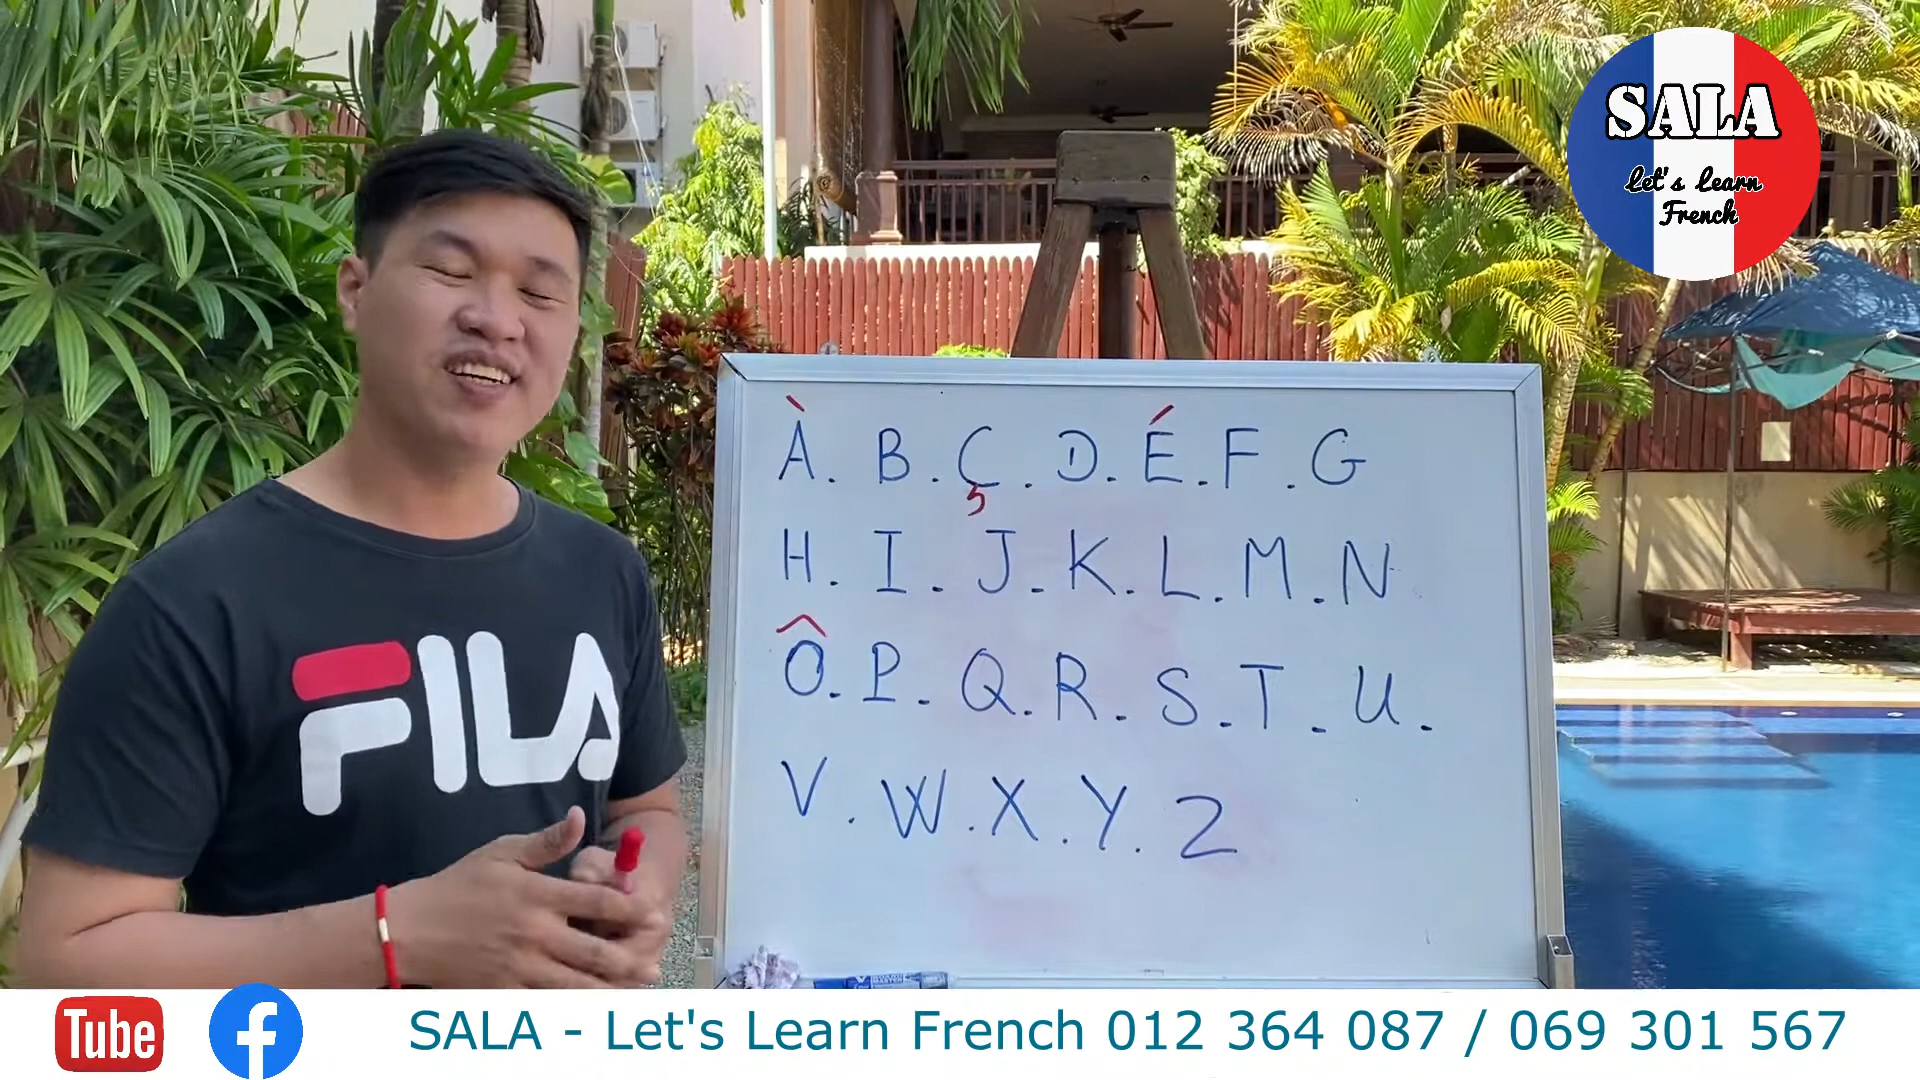 SALA
Let's Learn
French
À. B. Ç. D. É. F. G
H. I. J. K. L. M. N
Ô. P. Q. R. S. T. U.
V. W. X. Y. Z
FILA
Tube
f
SALA - Let's Learn French 012 364 087 / 069 301 567